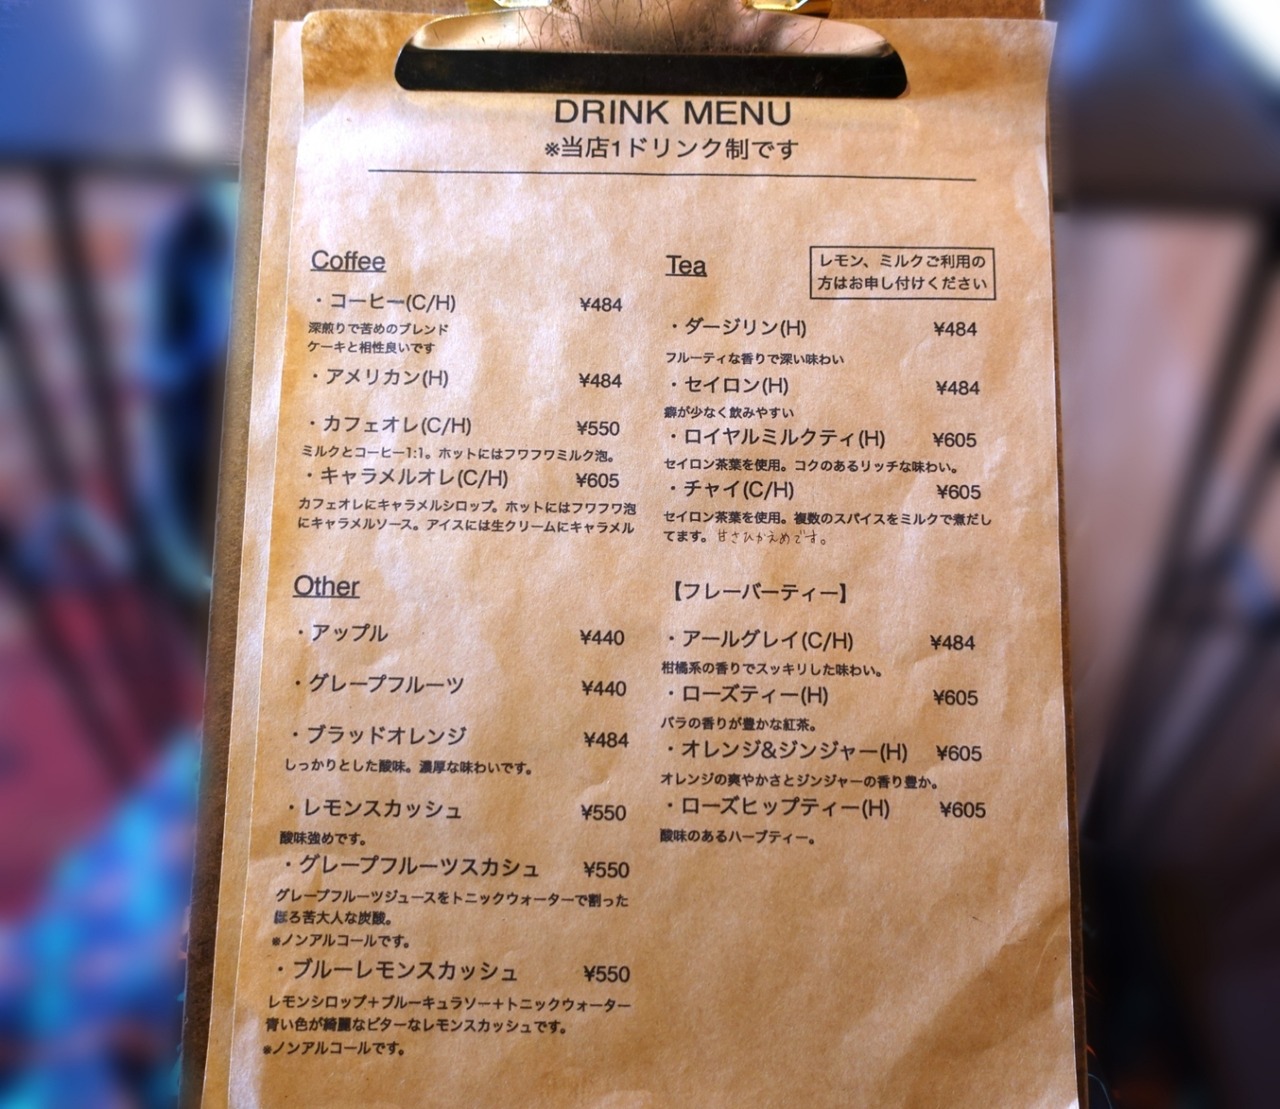 DRINK MENU
※当店1ドリンク制です
Coffee
・コーヒー(C/H) ¥484
深煎りで苦めのブレンド
ケーキと相性良いです
・アメリカン(H) ¥484
・カフェオレ(C/H) ¥550
ミルクとコーヒー1:1。ホットにはフワフワミルク泡。
・キャラメルオレ(C/H) ¥605
カフェオレにキャラメルシロップ。ホットにはフワフワ泡
にキャラメルソース。アイスには生クリームにキャラメル
Other
・アップル ¥440
・グレープフルーツ ¥440
・ブラッドオレンジ ¥484
しっかりとした酸味。濃厚な味わいです。
・レモンスカッシュ ¥550
酸味強めです。
・グレープフルーツスカシュ ¥550
グレープフルーツジュースをトニックウォーターで割った
ほろ苦大人な炭酸。
※ノンアルコールです。
・ブルーレモンスカッシュ ¥550
レモンシロップ＋ブルーキュラソー＋トニックウォーター
青い色が綺麗なビターなレモンスカッシュです。
※ノンアルコールです。
Tea
レモン、ミルクご利用の
方はお申し付けください
・ダージリン(H) ¥484
フルーティな香りで深い味わい
・セイロン(H) ¥484
癖が少なく飲みやすい
・ロイヤルミルクティ(H) ¥605
セイロン茶葉を使用。コクのあるリッチな味わい。
・チャイ(C/H) ¥605
セイロン茶葉を使用。複数のスパイスをミルクで煮だし
てます。甘さひかえめです。
【フレーバーティー】
・アールグレイ(C/H) ¥484
柑橘系の香りでスッキリした味わい。
・ローズティー(H) ¥605
バラの香りが豊かな紅茶。
・オレンジ&ジンジャー(H) ¥605
オレンジの爽やかさとジンジャーの香り豊か。
・ローズヒップティー(H) ¥605
酸味のあるハーブティー。